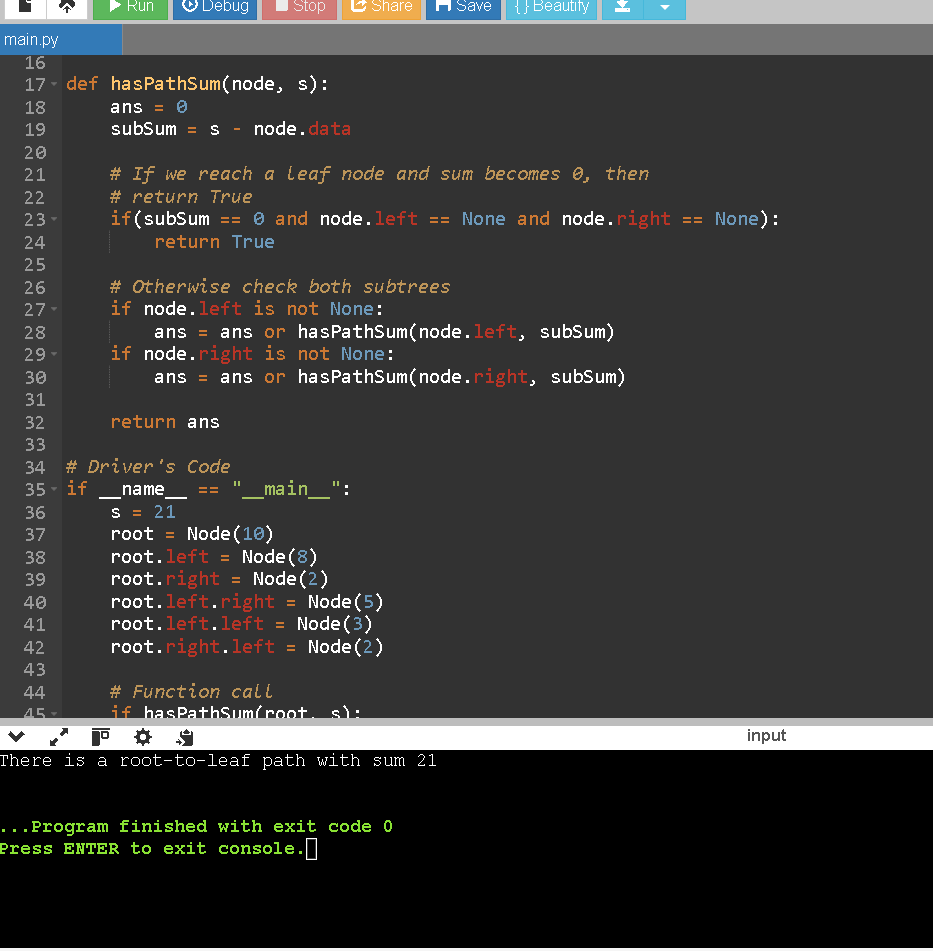 Run Debug Stop Share Save { } Beautify
main.py
16
17 def hasPathSum(node, s):
18     ans = 0
19     subSum = s - node.data
20
21     # If we reach a leaf node and sum becomes 0, then
22     # return True
23     if(subSum == 0 and node.left == None and node.right == None):
24         return True
25
26     # Otherwise check both subtrees
27     if node.left is not None:
28         ans = ans or hasPathSum(node.left, subSum)
29     if node.right is not None:
30         ans = ans or hasPathSum(node.right, subSum)
31
32     return ans
33
34 # Driver's Code
35 if __name__ == "__main__":
36     s = 21
37     root = Node(10)
38     root.left = Node(8)
39     root.right = Node(2)
40     root.left.right = Node(5)
41     root.left.left = Node(3)
42     root.right.left = Node(2)
43
44     # Function call
45     if hasPathSum(root, s):
input
There is a root-to-leaf path with sum 21
...Program finished with exit code 0
Press ENTER to exit console.